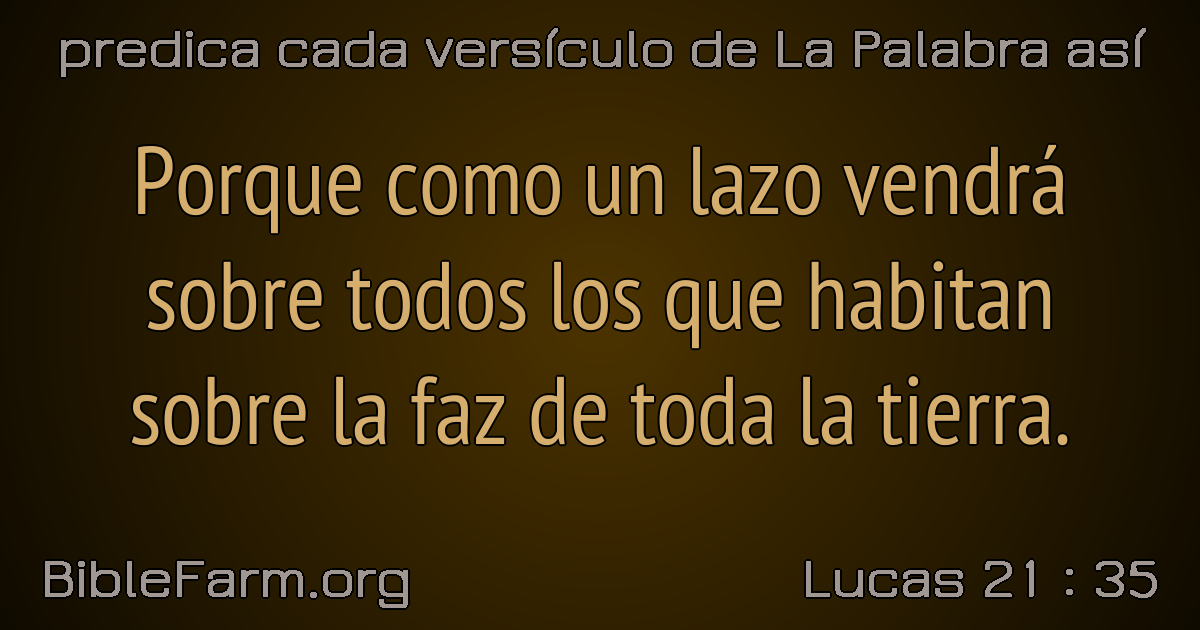 predica cada versículo de La Palabra así
Porque como un lazo vendrá
sobre todos los que habitan
sobre la faz de toda la tierra.
BibleFarm.org
Lucas 21 : 35